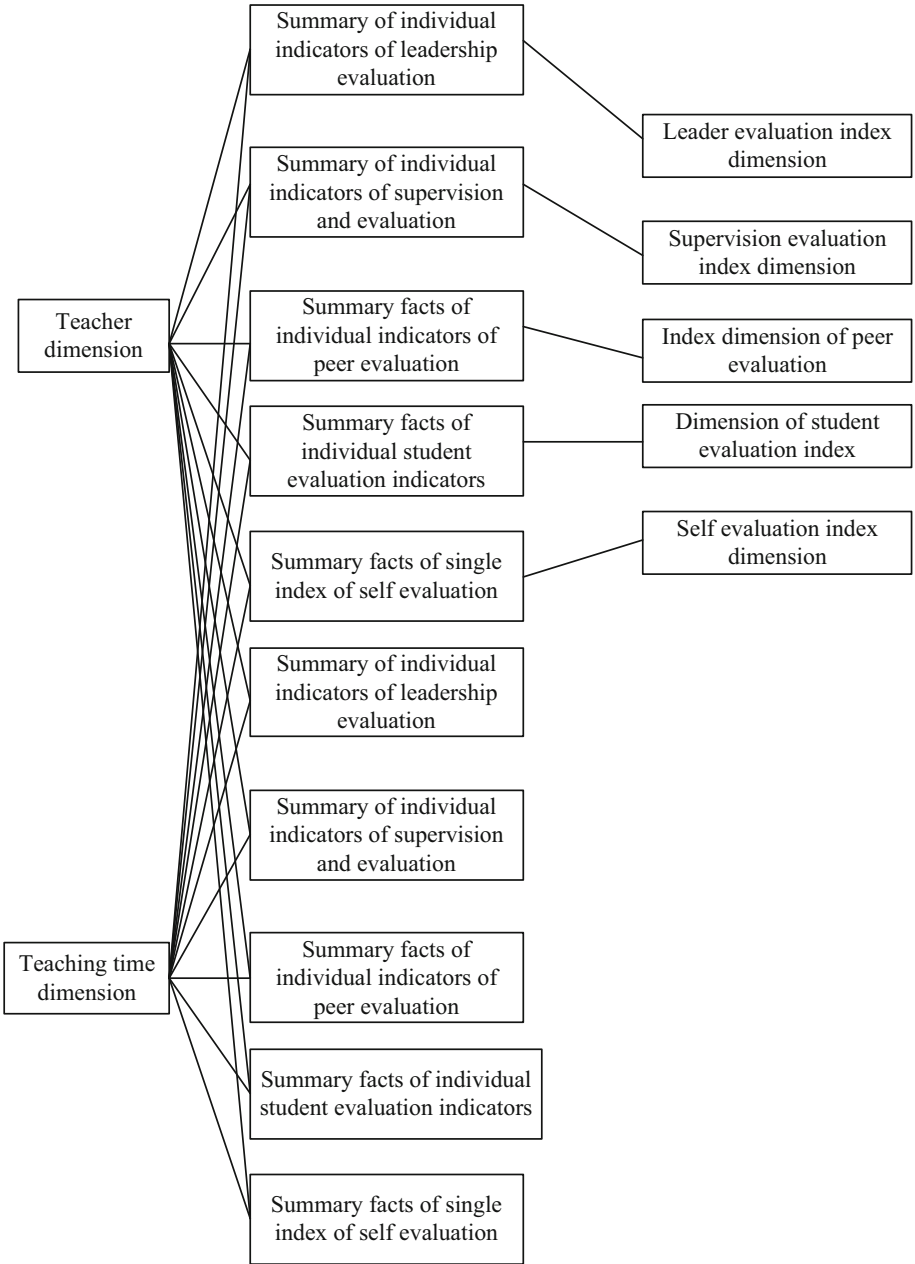 Summary of individual
indicators of leadership
evaluation
Leader evaluation index
dimension
Summary of individual
indicators of supervision
and evaluation
Supervision evaluation
index dimension
Teacher
dimension
Summary facts of
individual indicators of
peer evaluation
Index dimension of peer
evaluation
Summary facts of
individual student
evaluation indicators
Dimension of student
evaluation index
Self evaluation index
dimension
Summary facts of single
index of self evaluation
Summary of individual
indicators of leadership
evaluation
Summary of individual
indicators of supervision
and evaluation
Teaching time
dimension
Summary facts of
individual indicators of
peer evaluation
Summary facts of individual
student evaluation indicators
Summary facts of single
index of self evaluation